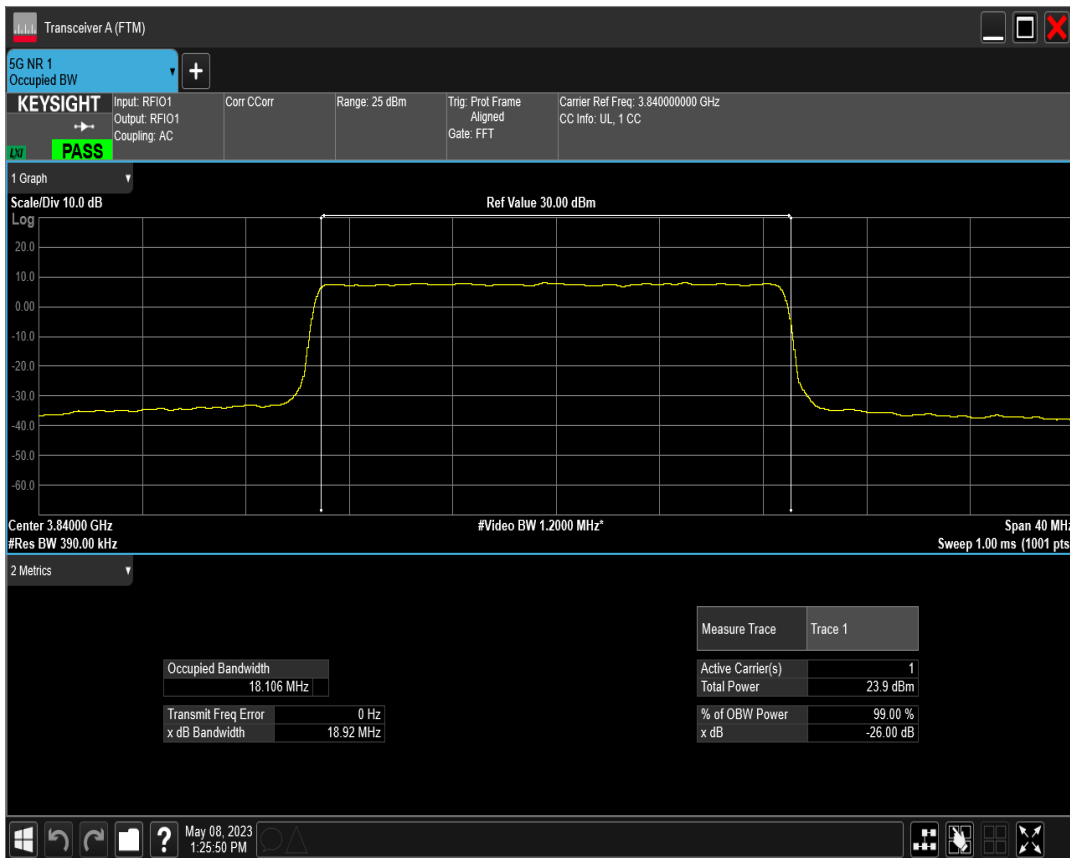 Transceiver A (FTM)
5G NR 1
Occupied BW
+
KEYSIGHT
LXI
PASS
Input: RFIO1
Output: RFIO1
Coupling: AC
Corr CCorr
Range: 25 dBm
Trig: Prot Frame
Aligned
Gate: FFT
Carrier Ref Freq: 3.840000000 GHz
CC Info: UL, 1 CC
1 Graph
Scale/Div 10.0 dB
Ref Value 30.00 dBm
Log
20.0
10.0
0.00
-10.0
-20.0
-30.0
-40.0
-50.0
-60.0
Center 3.84000 GHz
#Video BW 1.2000 MHz*
Span 40 MHz
#Res BW 390.00 kHz
Sweep 1.00 ms (1001 pts
2 Metrics
Measure Trace Trace 1
Occupied Bandwidth
18.106 MHz
Active Carrier(s) 1
Total Power 23.9 dBm
Transmit Freq Error 0 Hz
x dB Bandwidth 18.92 MHz
% of OBW Power 99.00 %
x dB -26.00 dB
?
May 08, 2023
1:25:50 PM